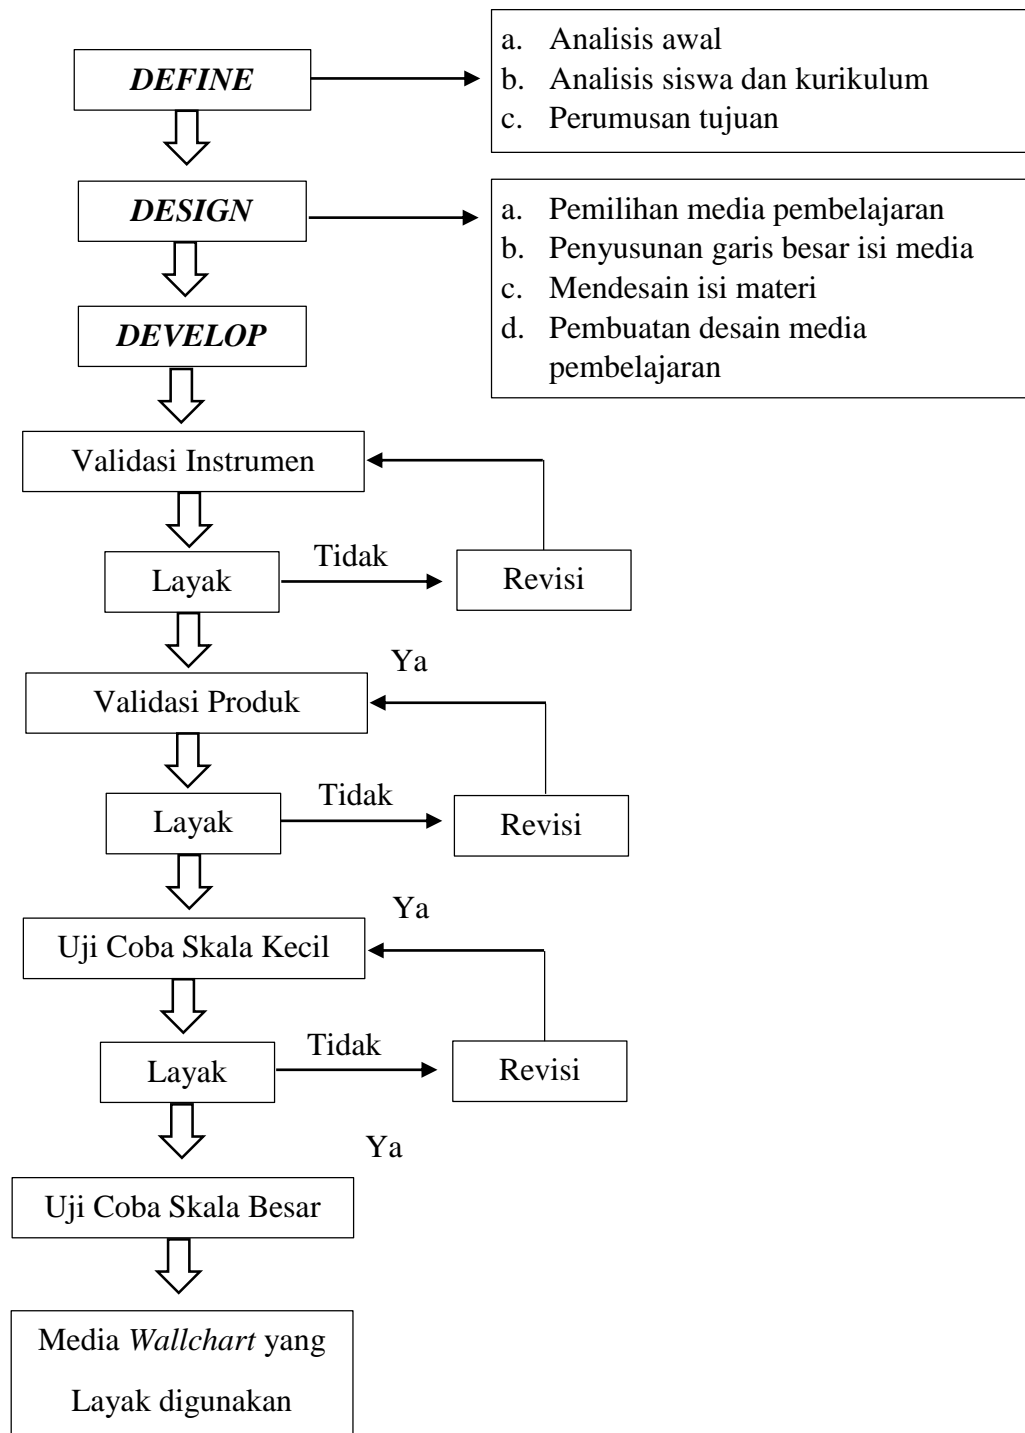 DEFINE
a. Analisis awal
b. Analisis siswa dan kurikulum
c. Perumusan tujuan
DESIGN
a. Pemilihan media pembelajaran
b. Penyusunan garis besar isi media
c. Mendesain isi materi
d. Pembuatan desain media
pembelajaran
DEVELOP
Validasi Instrumen
Layak
Tidak
Revisi
Ya
Validasi Produk
Layak
Tidak
Revisi
Ya
Uji Coba Skala Kecil
Layak
Tidak
Revisi
Ya
Uji Coba Skala Besar
Media Wallchart yang
Layak digunakan